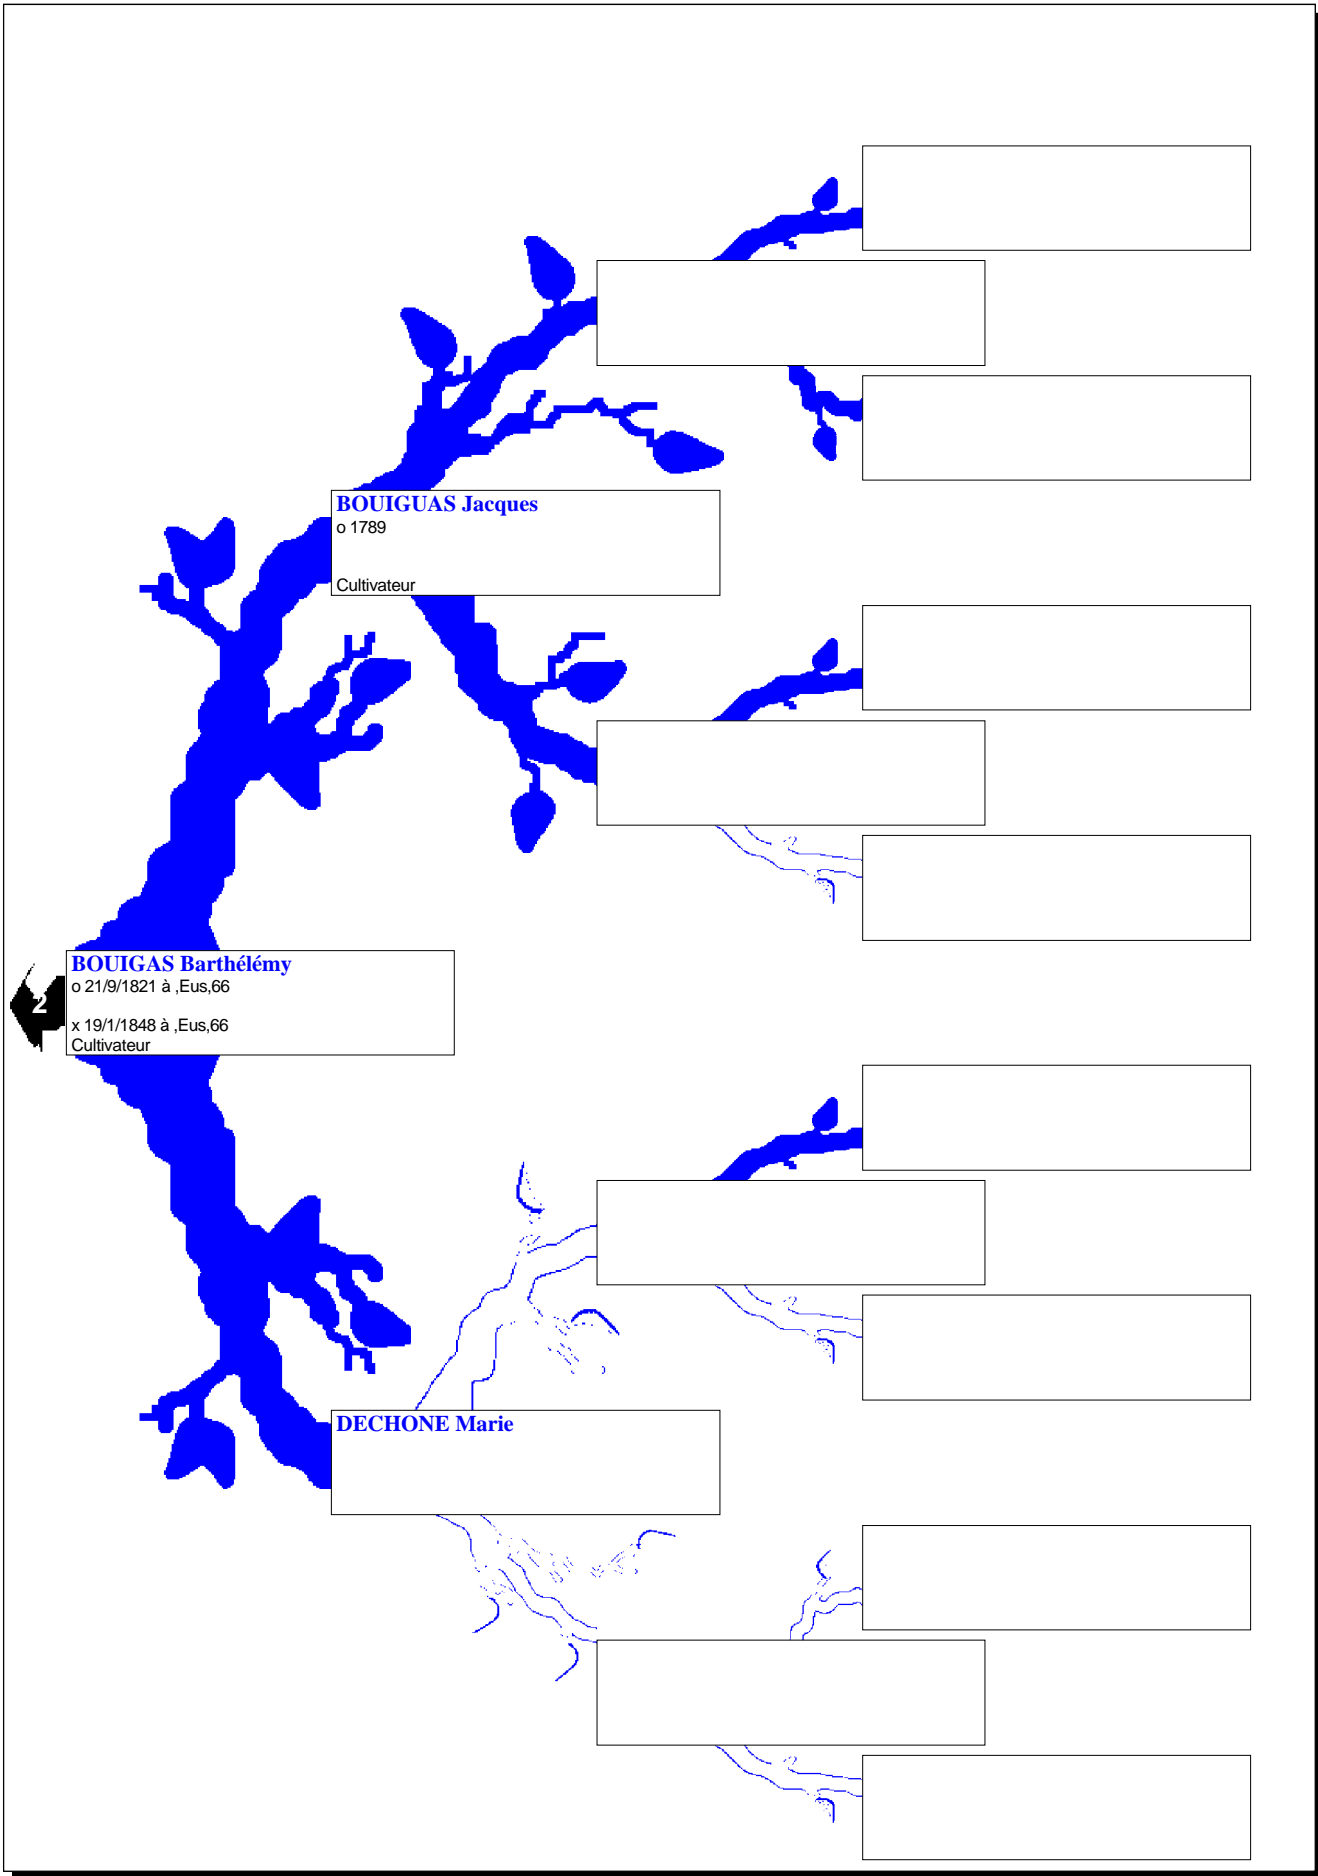 BOUIGUAS Jacques
o 1789
Cultivateur
BOUIGAS Barthélémy
o 21/9/1821 à ,Eus,66
x 19/1/1848 à ,Eus,66
Cultivateur
2
DECHONE Marie